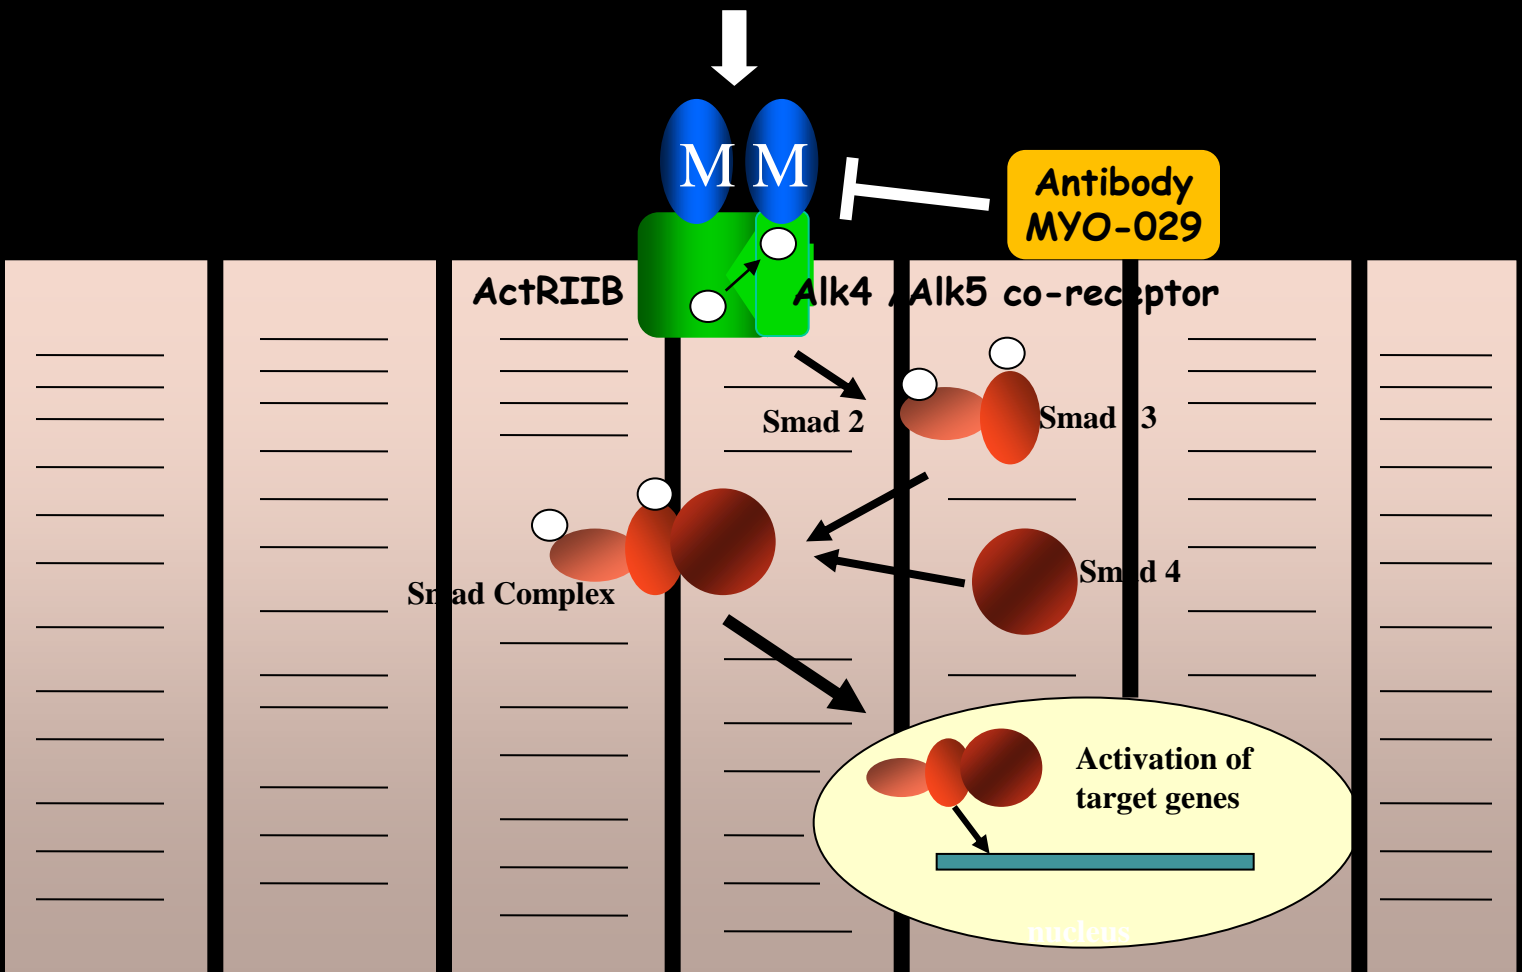 M M
Antibody
MYO-029
ActRIIB
Alk4 / Alk5 co-receptor
Smad 2
Smad 3
Smad 4
Smad Complex
Activation of
target genes
nucleus